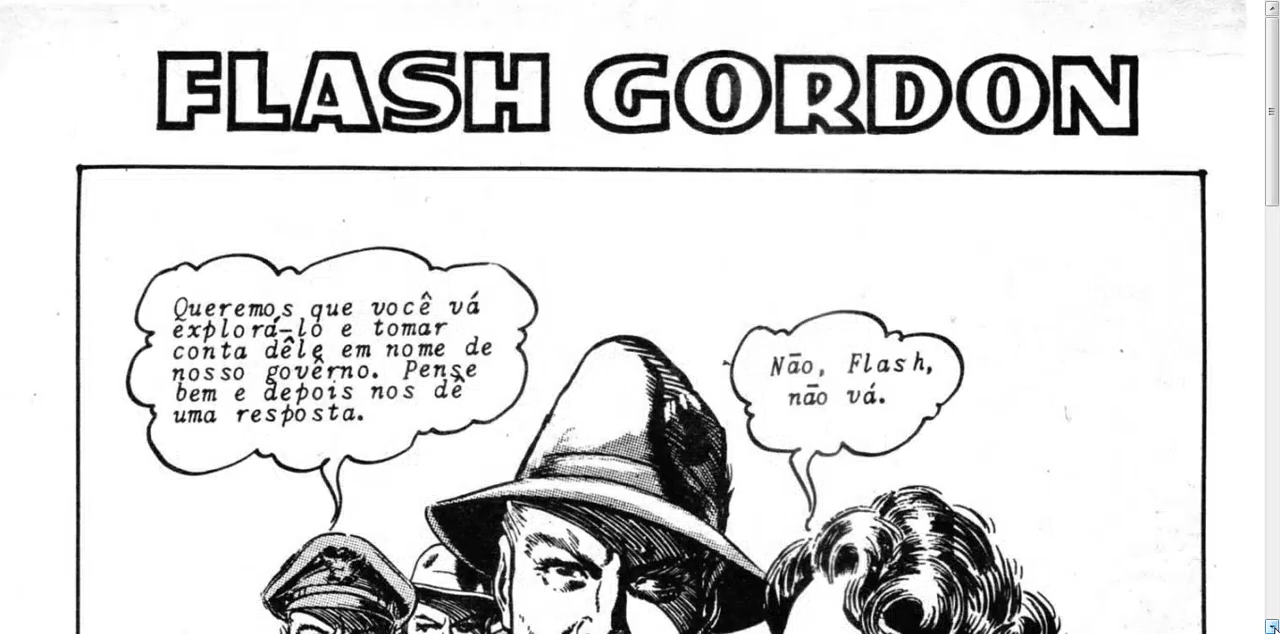 FLASH GORDON
Queremos que você vá
explorá-lo e tomar
conta dêle em nome de
nosso govêrno. Pense
bem e depois nos dê
uma resposta.
Não, Flash,
não vá.